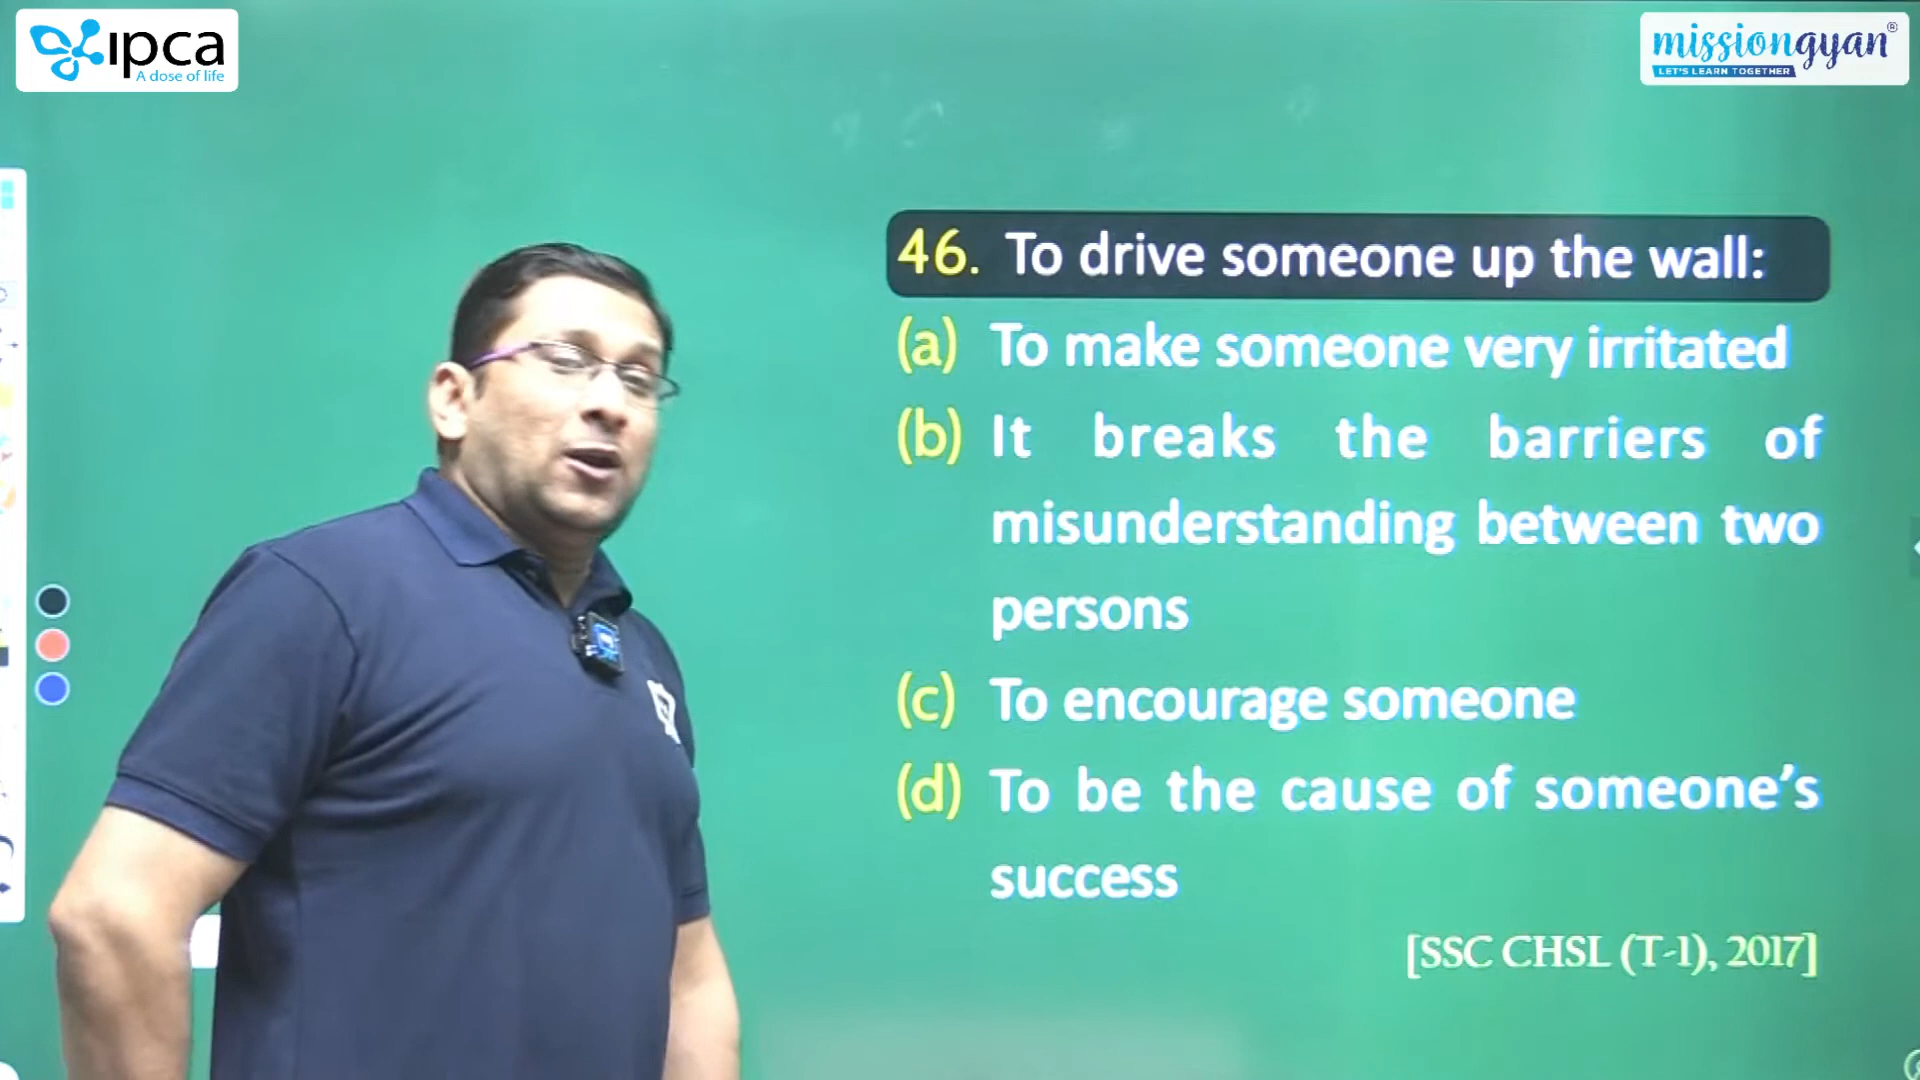 ipca
A dose of life
missiongyan®
LET'S LEARN TOGETHER
46. To drive someone up the wall:
(a) To make someone very irritated
(b) It breaks the barriers of
misunderstanding between two
persons
(c) To encourage someone
(d) To be the cause of someone's
success
[SSC CHSL (T-1), 2017]